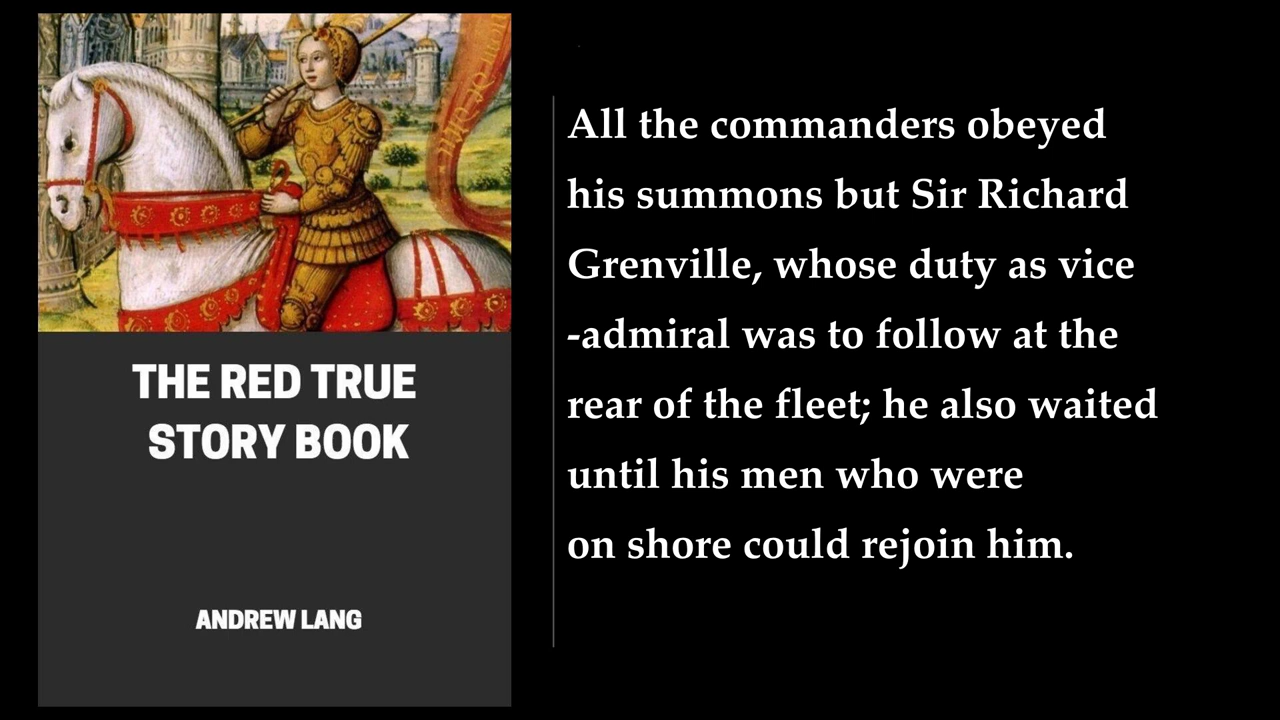 THE RED TRUE
STORY BOOK
ANDREW LANG
All the commanders obeyed
his summons but Sir Richard
Grenville, whose duty as vice
-admiral was to follow at the
rear of the fleet; he also waited
until his men who were
on shore could rejoin him.